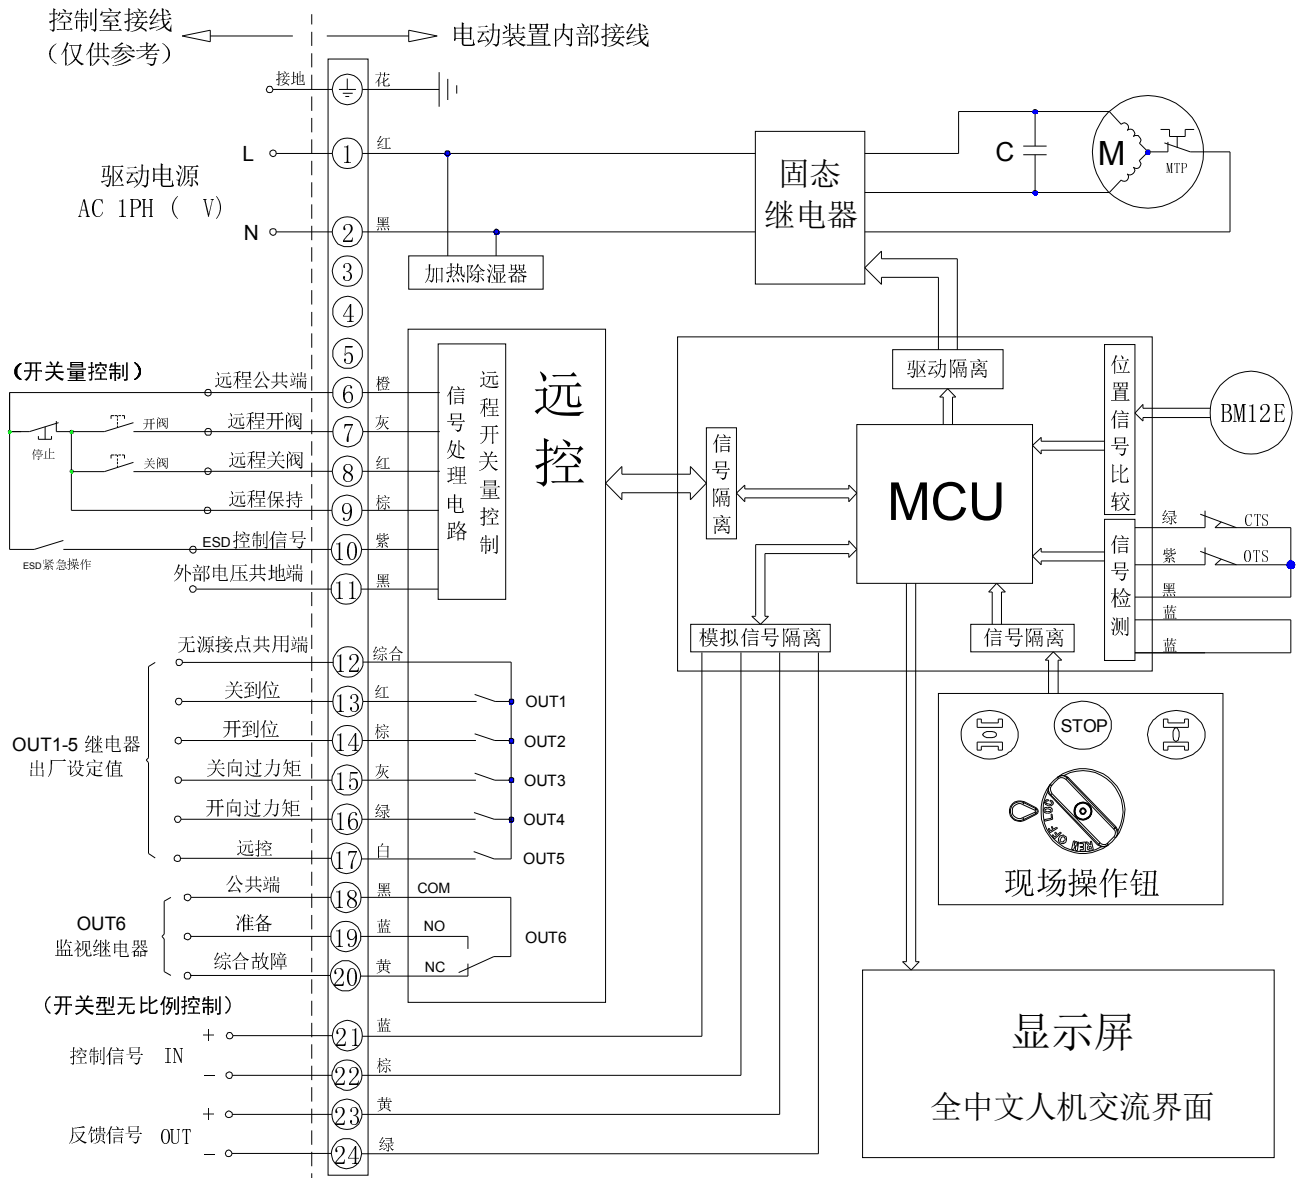 控制室接线
（仅供参考）
电动装置内部接线
接地
花
L
1
红
驱动电源
AC 1PH ( V)
N
2
黑
3
4
5
加热除湿器
固态
继电器
C
M
MTP
（开关量控制）
远程公共端
6
橙
停止
开阀
远程开阀
7
灰
关阀
远程关阀
8
红
远程保持
9
棕
ESD紧急操作
ESD控制信号
10
紫
外部电压共地端
11
黑
远程开关量控制
信号处理电路
远控
信号隔离
驱动隔离
MCU
位置信号比较
BM12E
信号检测
绿
CTS
紫
OTS
黑
蓝
蓝
模拟信号隔离
信号隔离
无源接点共用端
12
综合
关到位
13
红
OUT1
开到位
14
棕
OUT2
OUT1-5 继电器
出厂设定值
关向过力矩
15
灰
OUT3
开向过力矩
16
绿
OUT4
远控
17
白
OUT5
STOP
REM OFF LOC
现场操作钮
公共端
18
黑
COM
OUT6
监视继电器
准备
19
蓝
NO
OUT6
综合故障
20
黄
NC
（开关型无比例控制）
+
21
蓝
控制信号 IN
−
22
棕
+
23
黄
反馈信号 OUT
−
24
绿
显示屏
全中文人机交流界面